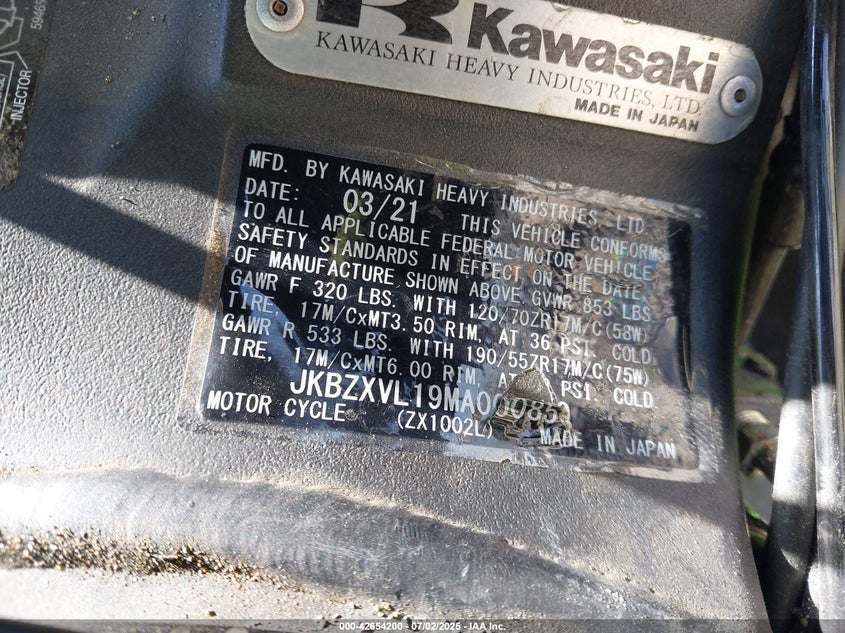 Kawasaki
KAWASAKI HEAVY INDUSTRIES, LTD.
MADE IN JAPAN
INJECTOR
MFD. BY KAWASAKI HEAVY INDUSTRIES, LTD.
DATE: 03/21 THIS VEHICLE CONFORMS
TO ALL APPLICABLE FEDERAL MOTOR VEHICLE
SAFETY STANDARDS IN EFFECT ON THE DATE
OF MANUFACTURE SHOWN ABOVE. GVWR 853 LBS.
GAWR F 320 LBS. WITH 120/70ZR17M/C(58W)
TIRE, 17M/CxMT3.50 RIM, AT 36 PSI COLD.
GAWR R 533 LBS. WITH 190/55ZR17M/C(75W)
TIRE, 17M/CxMT6.00 RIM, AT PSI COLD.
MOTOR CYCLE (ZX1002L) MADE IN JAPAN
000-42654200 - 07/02/2025 - IAA Inc.